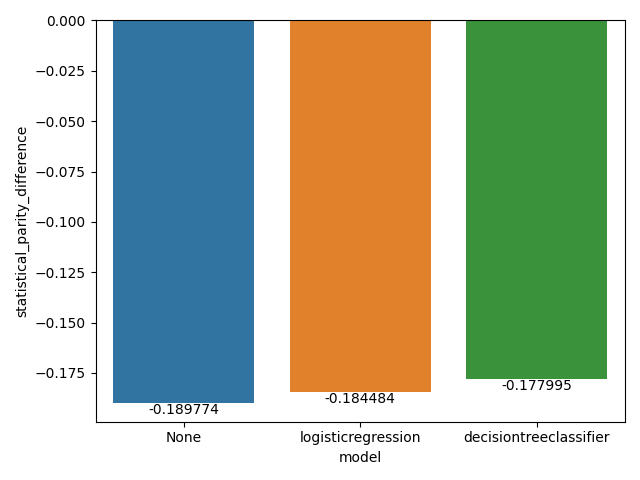 statistical_parity_difference
0.000
−0.025
−0.050
−0.075
−0.100
−0.125
−0.150
−0.175
-0.189774
-0.184484
-0.177995
None
logisticregression
decisiontreeclassifier
model